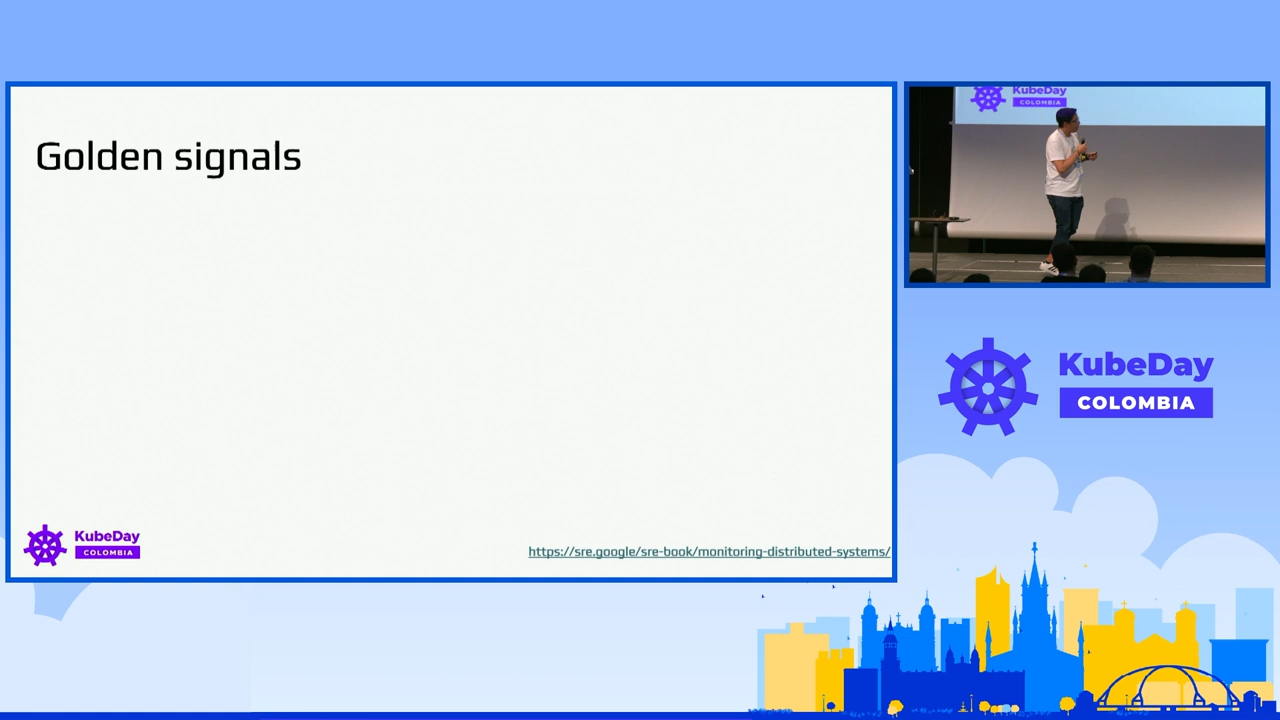 Golden signals
KubeDay
COLOMBIA
https://sre.google/sre-book/monitoring-distributed-systems/
KubeDay
COLOMBIA
KubeDay
COLOMBIA